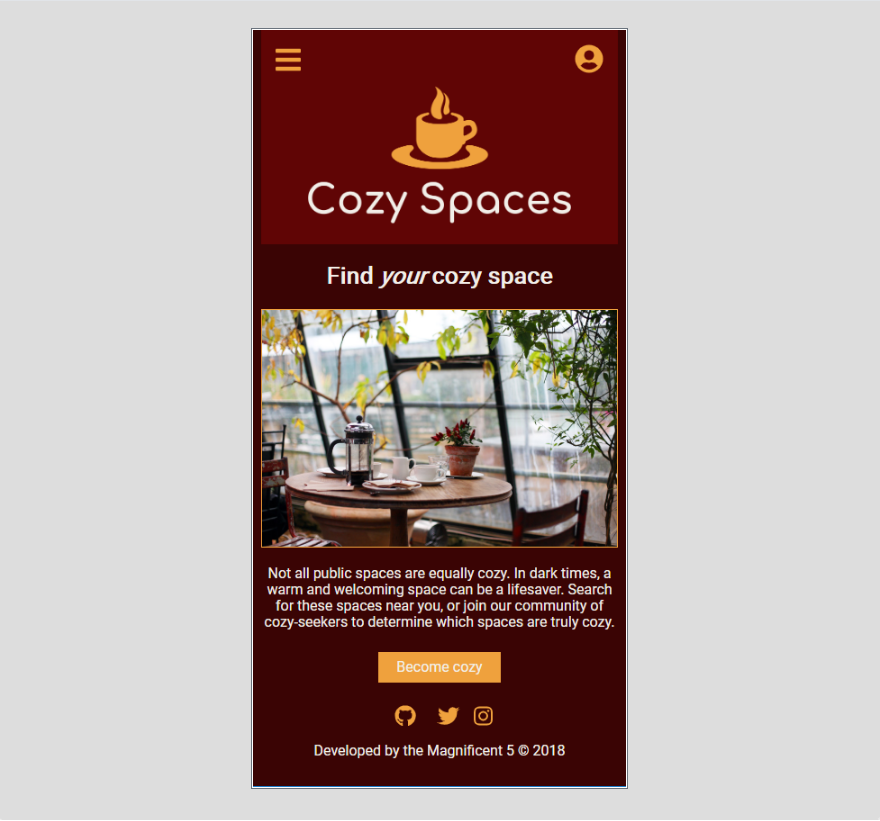 Cozy Spaces
Find your cozy space
Not all public spaces are equally cozy. In dark times, a
warm and welcoming space can be a lifesaver. Search
for these spaces near you, or join our community of
cozy-seekers to determine which spaces are truly cozy.
Become cozy
Developed by the Magnificent 5 © 2018